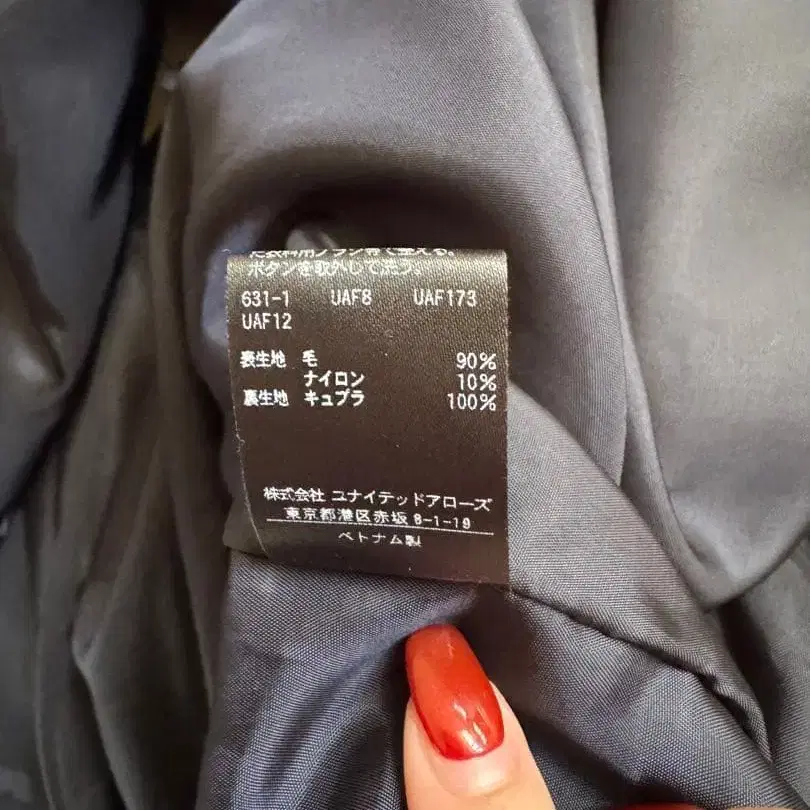 ボタンを取外して洗う。
631-1 UAF8 UAF173
UAF12
表生地 毛 90%
ナイロン 10%
裏生地 キュプラ 100%
株式会社 ユナイテッドアローズ
東京都港区赤坂 8-1-19
ベトナム製